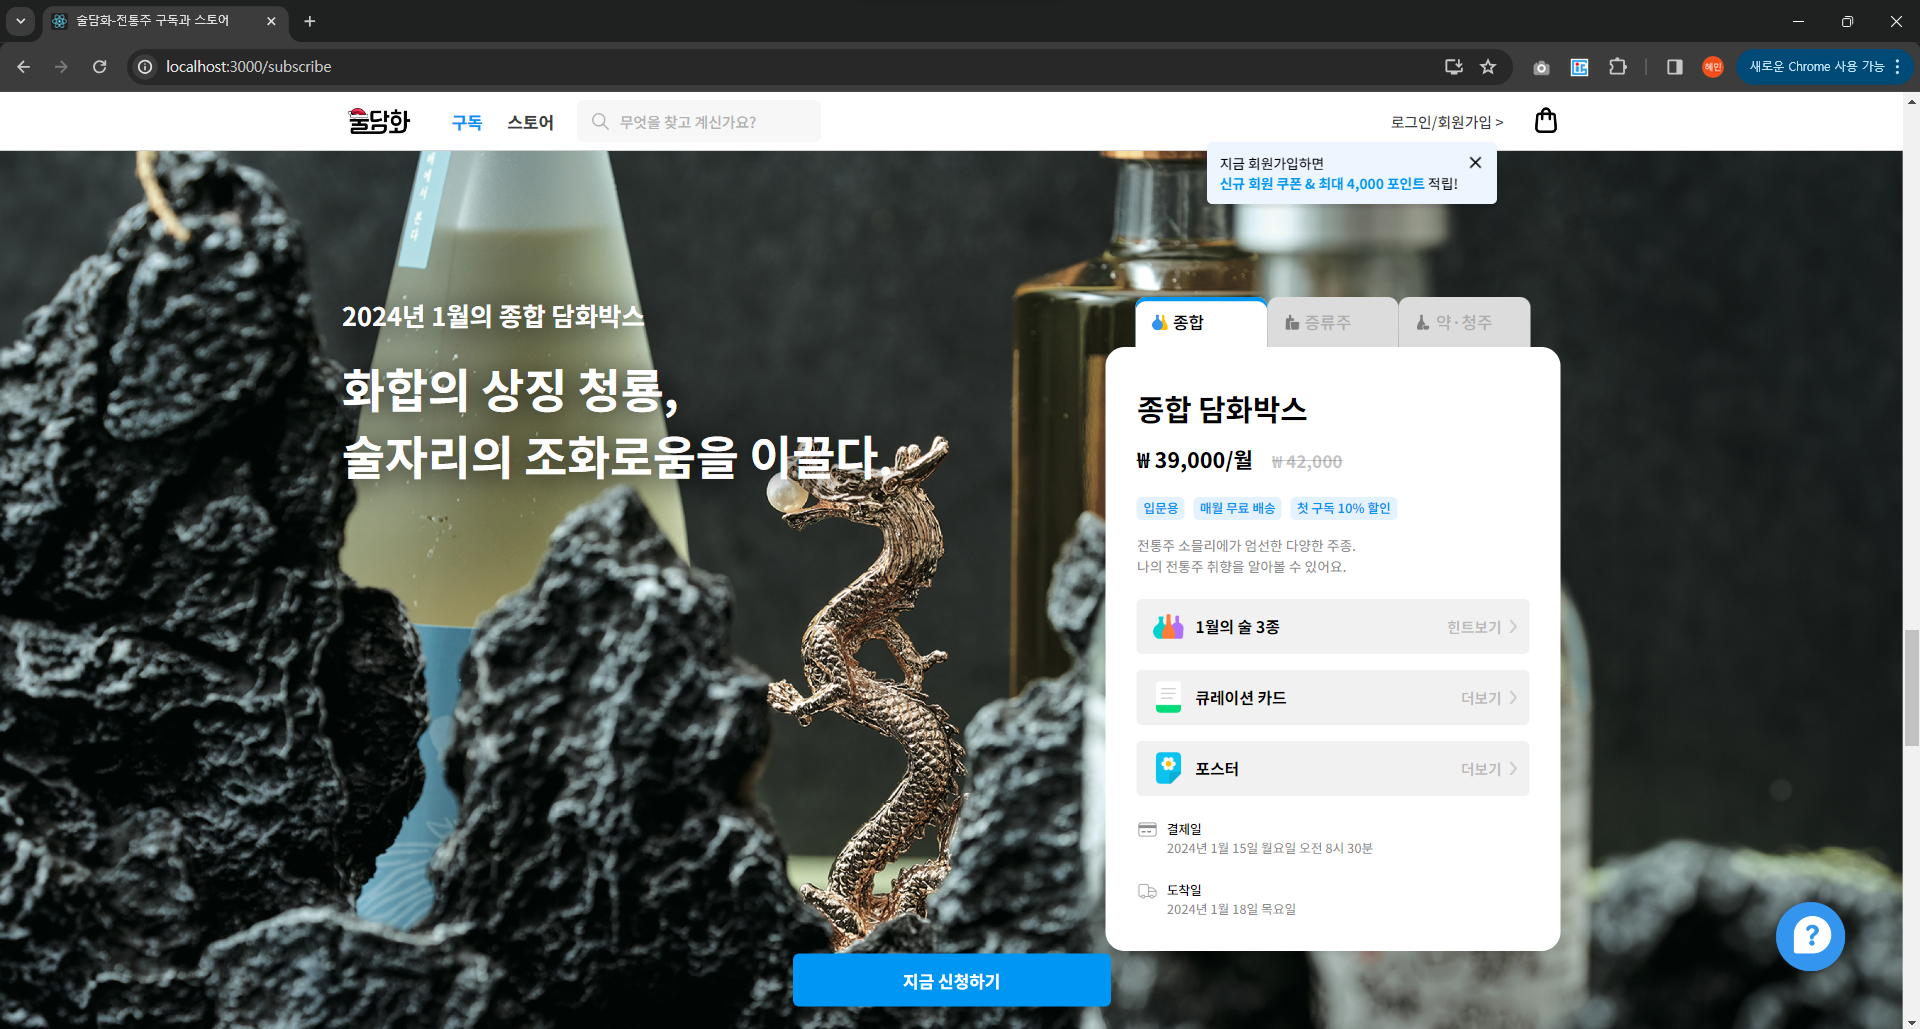 술담화-전통주 구독과 스토어
localhost:3000/subscribe
혜인
새로운 Chrome 사용 가능
술담화
구독
스토어
무엇을 찾고 계신가요?
로그인/회원가입 >
지금 회원가입하면
신규 회원 쿠폰 & 최대 4,000 포인트 적립!
2024년 1월의 종합 담화박스
화합의 상징 청룡,
술자리의 조화로움을 이끌다.
종합
증류주
약·청주
종합 담화박스
₩ 39,000/월 ₩ 42,000
입문용 매월 무료 배송 첫 구독 10% 할인
전통주 소믈리에가 엄선한 다양한 주종.
나의 전통주 취향을 알아볼 수 있어요.
1월의 술 3종 힌트보기
큐레이션 카드 더보기
포스터 더보기
결제일
2024년 1월 15일 월요일 오전 8시 30분
도착일
2024년 1월 18일 목요일
지금 신청하기
?